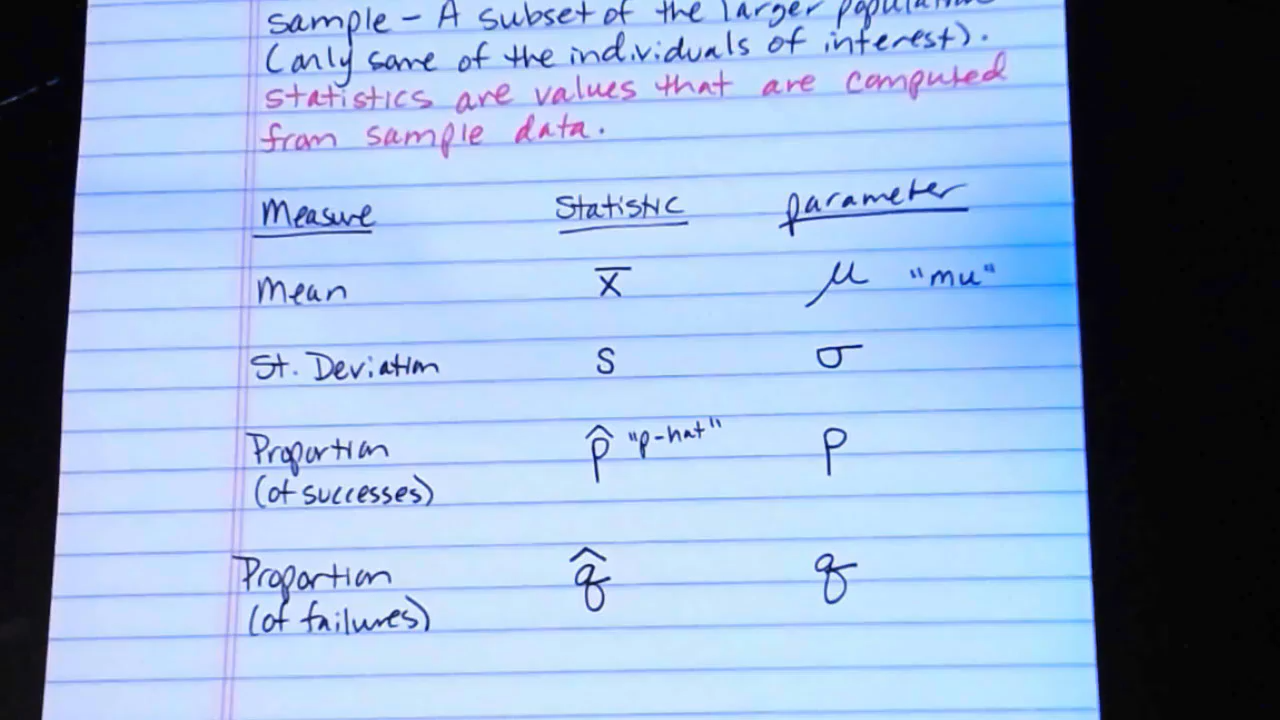 sample – A subset of the larger
(only some of the individuals of interest).
statistics are values that are computed
from sample data.
Measure Statistic parameter
Mean x̄ μ "mu"
St. Deviation s σ
Proportion p̂ "p-hat" p
(of successes)
Proportion q̂ q
(of failures)